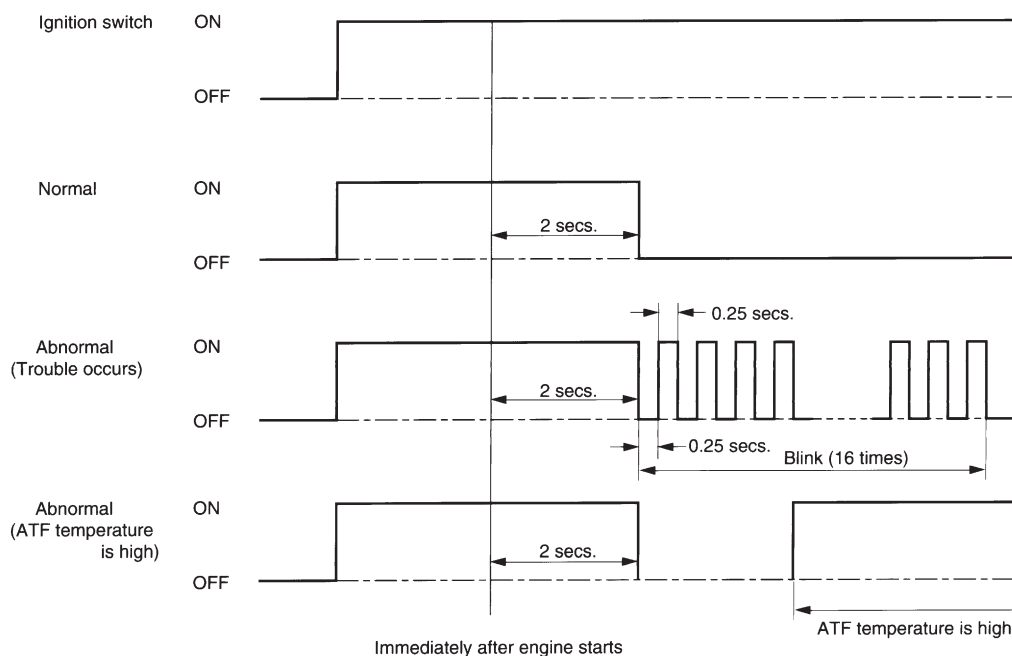 Ignition switch ON
OFF
Normal ON
2 secs.
OFF
0.25 secs.
Abnormal ON
(Trouble occurs)
2 secs.
OFF
0.25 secs.
Blink (16 times)
Abnormal ON
(ATF temperature
is high)
2 secs.
OFF
ATF temperature is high
Immediately after engine starts